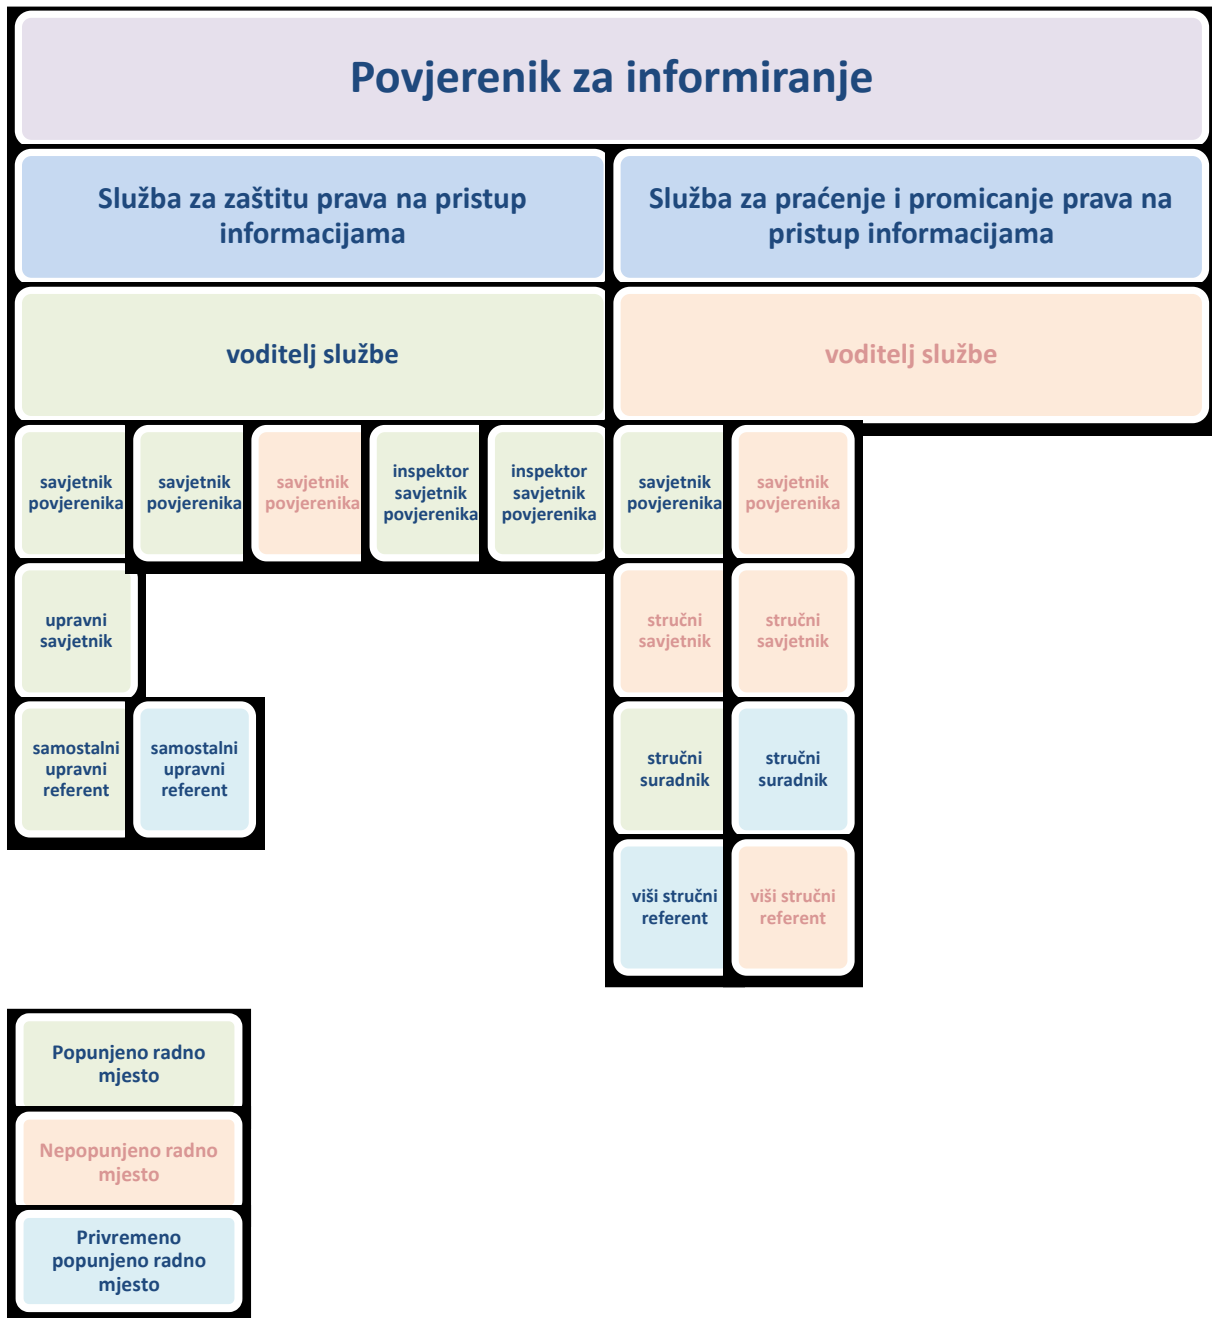 Povjerenik za informiranje
Služba za zaštitu prava na pristup
informacijama
Služba za praćenje i promicanje prava na
pristup informacijama
voditelj službe
voditelj službe
savjetnik
povjerenika
savjetnik
povjerenika
savjetnik
povjerenika
inspektor
savjetnik
povjerenika
inspektor
savjetnik
povjerenika
savjetnik
povjerenika
savjetnik
povjerenika
upravni
savjetnik
stručni
savjetnik
stručni
savjetnik
samostalni
upravni
referent
samostalni
upravni
referent
stručni
suradnik
stručni
suradnik
viši stručni
referent
viši stručni
referent
Popunjeno radno
mjesto
Nepopunjeno radno
mjesto
Privremeno
popunjeno radno
mjesto